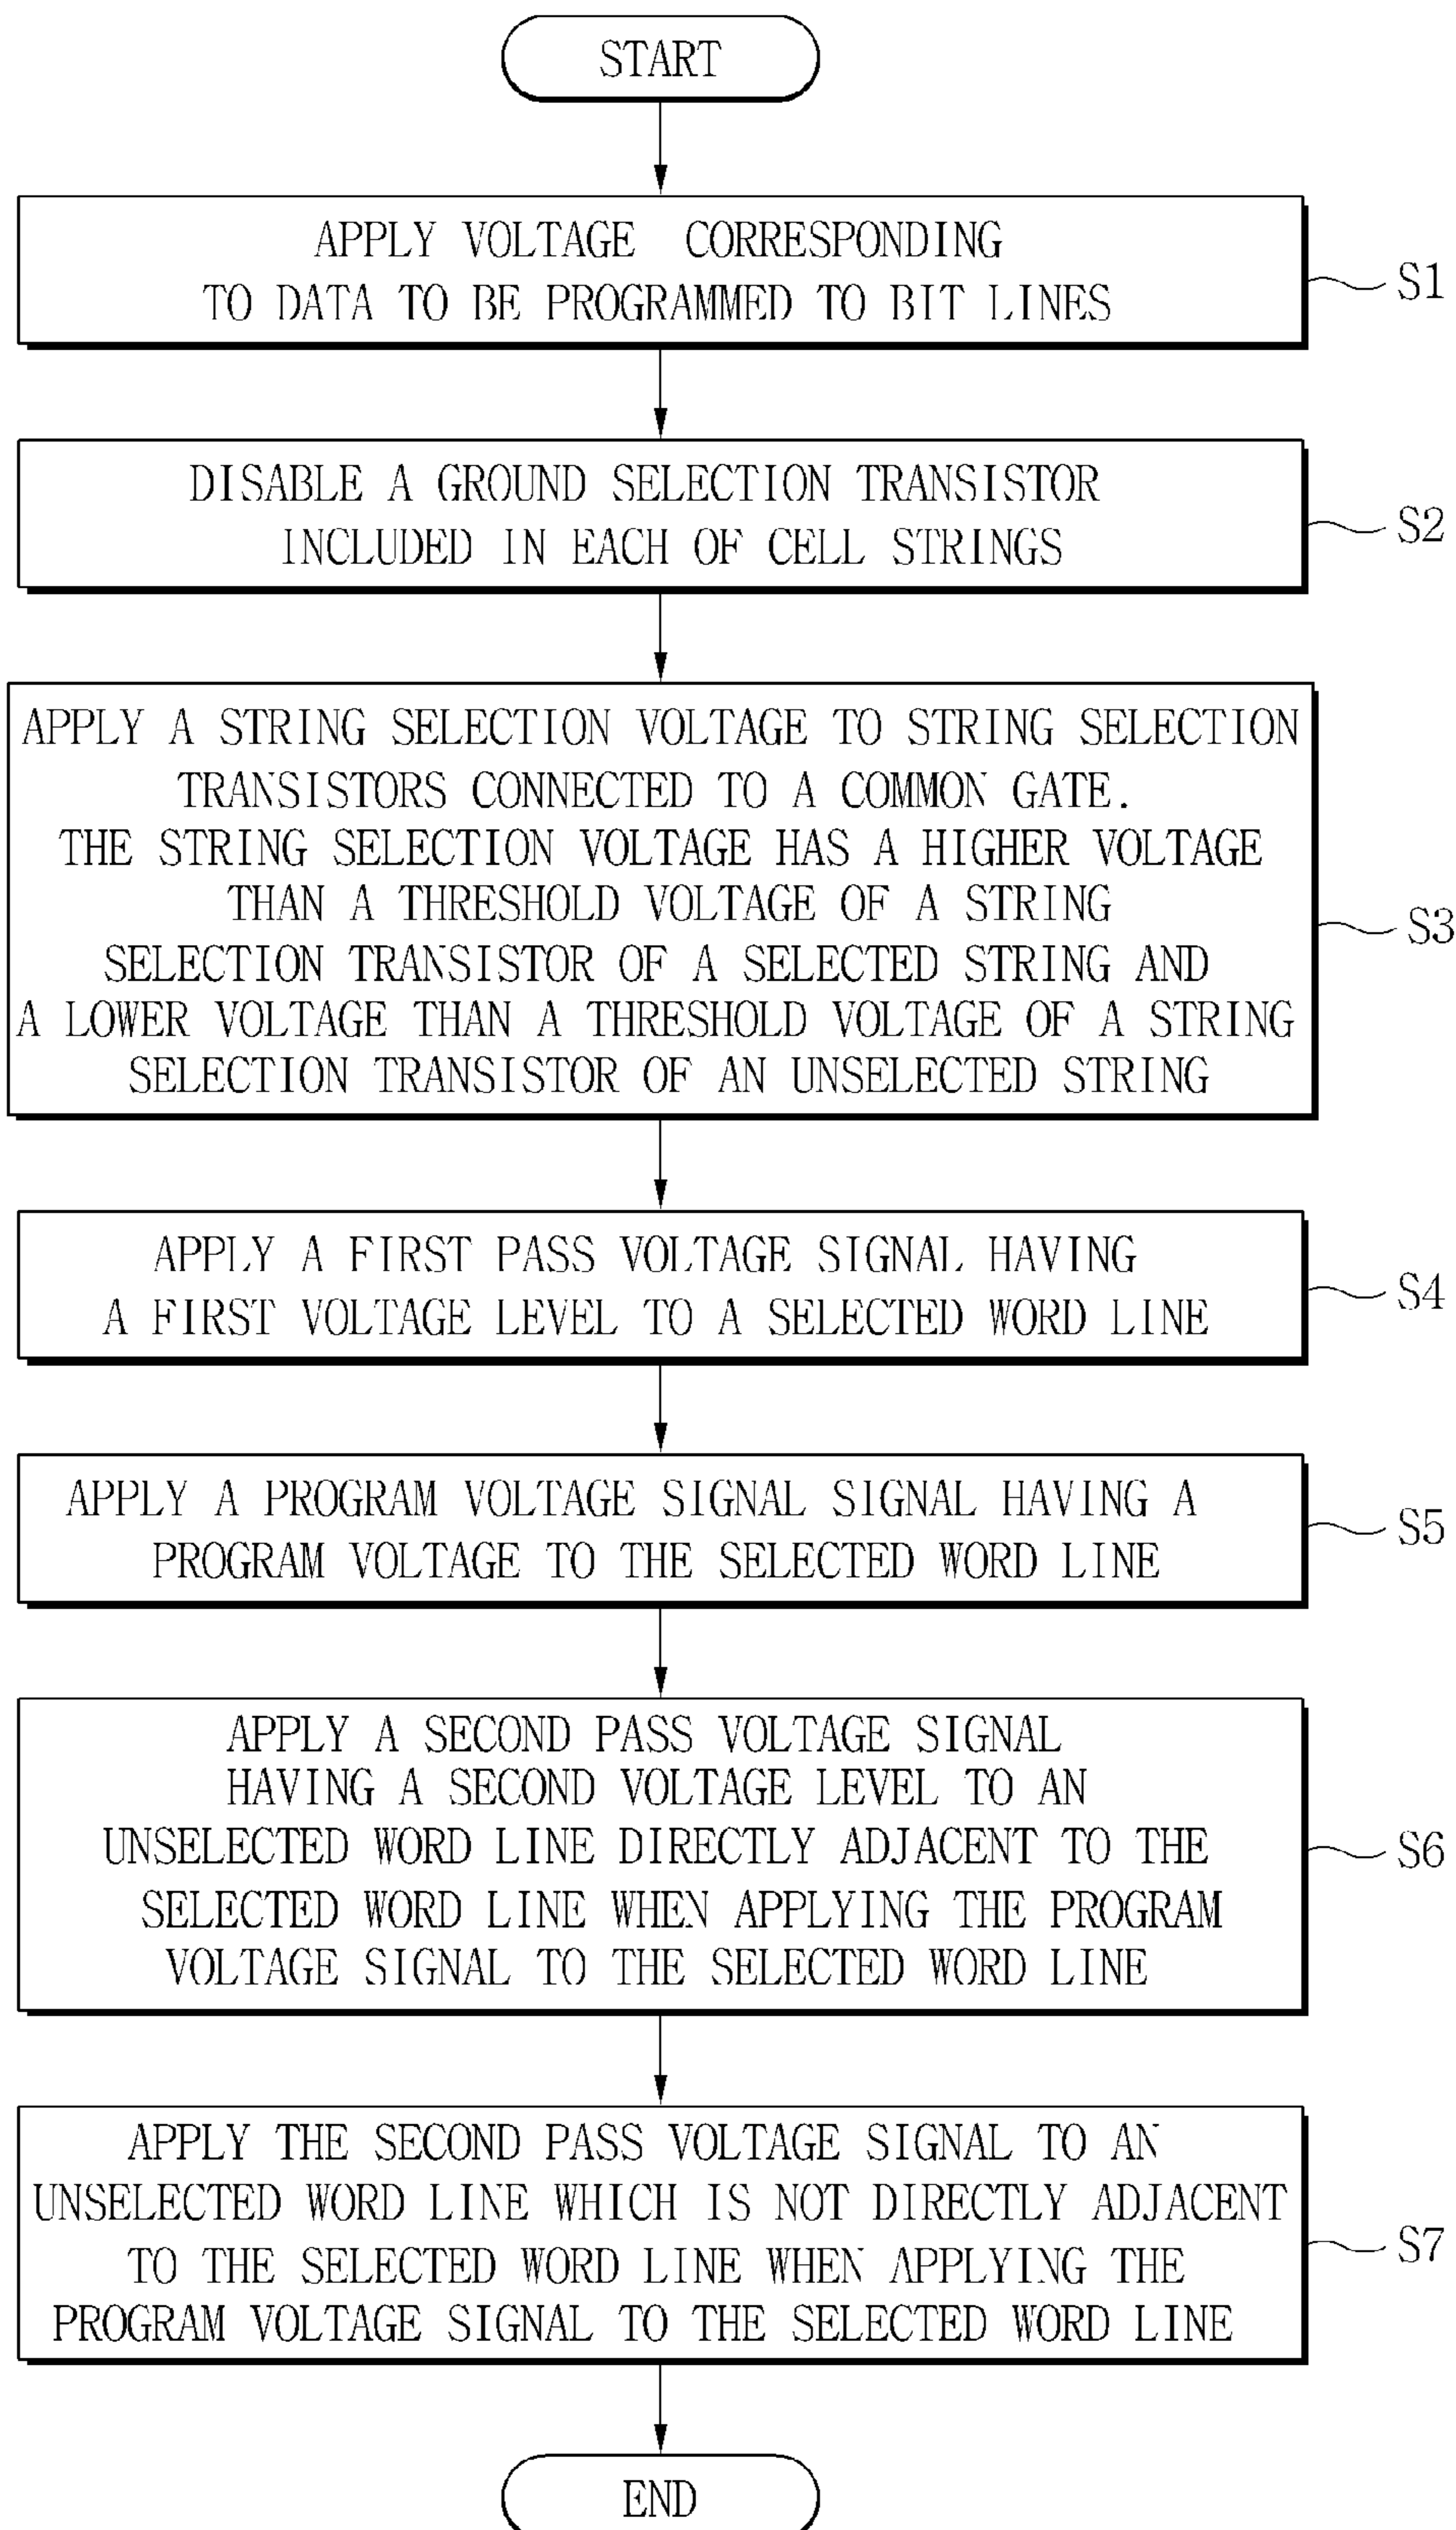 START
APPLY VOLTAGE CORRESPONDING
TO DATA TO BE PROGRAMMED TO BIT LINES
S1
DISABLE A GROUND SELECTION TRANSISTOR
INCLUDED IN EACH OF CELL STRINGS
S2
APPLY A STRING SELECTION VOLTAGE TO STRING SELECTION
TRANSISTORS CONNECTED TO A COMMON GATE.
THE STRING SELECTION VOLTAGE HAS A HIGHER VOLTAGE
THAN A THRESHOLD VOLTAGE OF A STRING
SELECTION TRANSISTOR OF A SELECTED STRING AND
A LOWER VOLTAGE THAN A THRESHOLD VOLTAGE OF A STRING
SELECTION TRANSISTOR OF AN UNSELECTED STRING
S3
APPLY A FIRST PASS VOLTAGE SIGNAL HAVING
A FIRST VOLTAGE LEVEL TO A SELECTED WORD LINE
S4
APPLY A PROGRAM VOLTAGE SIGNAL SIGNAL HAVING A
PROGRAM VOLTAGE TO THE SELECTED WORD LINE
S5
APPLY A SECOND PASS VOLTAGE SIGNAL
HAVING A SECOND VOLTAGE LEVEL TO AN
UNSELECTED WORD LINE DIRECTLY ADJACENT TO THE
SELECTED WORD LINE WHEN APPLYING THE PROGRAM
VOLTAGE SIGNAL TO THE SELECTED WORD LINE
S6
APPLY THE SECOND PASS VOLTAGE SIGNAL TO AN
UNSELECTED WORD LINE WHICH IS NOT DIRECTLY ADJACENT
TO THE SELECTED WORD LINE WHEN APPLYING THE
PROGRAM VOLTAGE SIGNAL TO THE SELECTED WORD LINE
S7
END